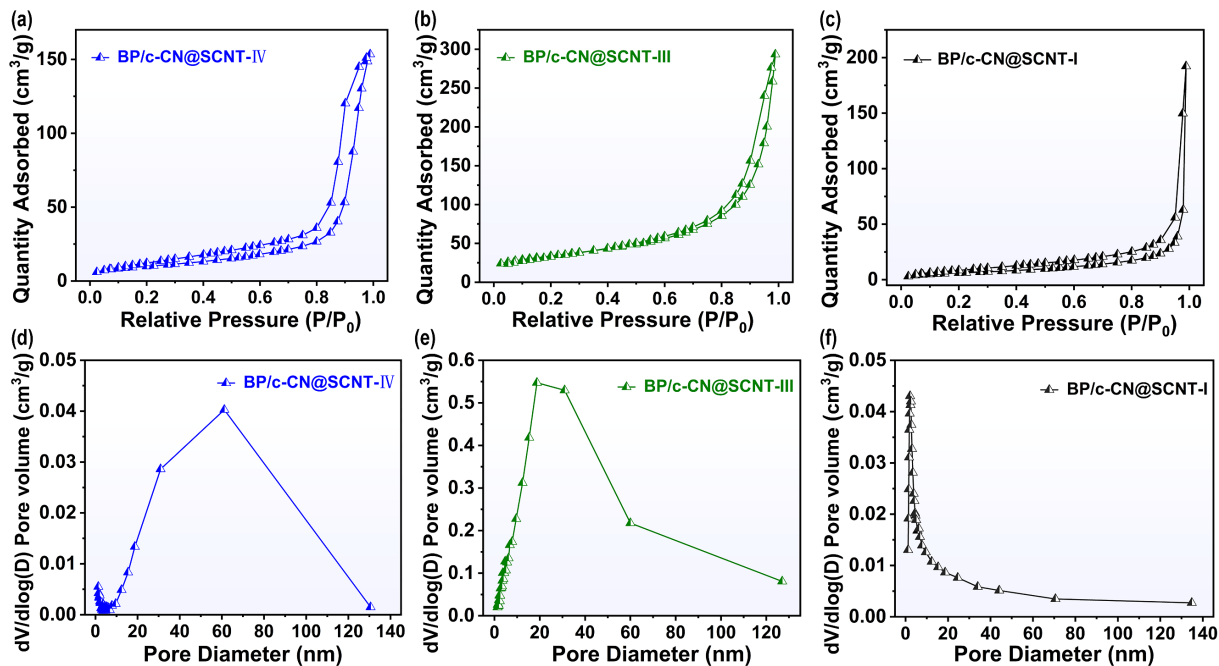 (a)
BP/c-CN@SCNT-Ⅳ
Quantity Adsorbed (cm³/g)
150
100
50
0
0.0 0.2 0.4 0.6 0.8 1.0
Relative Pressure (P/P₀)
(b)
BP/c-CN@SCNT-III
Quantity Adsorbed (cm³/g)
300
250
200
150
100
50
0
0.0 0.2 0.4 0.6 0.8 1.0
Relative Pressure (P/P₀)
(c)
BP/c-CN@SCNT-I
Quantity Adsorbed (cm³/g)
200
150
100
50
0
0.0 0.2 0.4 0.6 0.8 1.0
Relative Pressure (P/P₀)
(d)
BP/c-CN@SCNT-Ⅳ
dV/dlog(D) Pore volume (cm³/g)
0.05
0.04
0.03
0.02
0.01
0.00
0 20 40 60 80 100 120 140
Pore Diameter (nm)
(e)
BP/c-CN@SCNT-III
dV/dlog(D) Pore volume (cm³/g)
0.6
0.5
0.4
0.3
0.2
0.1
0.0
0 20 40 60 80 100 120
Pore Diameter (nm)
(f)
BP/c-CN@SCNT-I
dV/dlog(D) Pore volume (cm³/g)
0.05
0.04
0.03
0.02
0.01
0.00
0 20 40 60 80 100 120 140
Pore Diameter (nm)